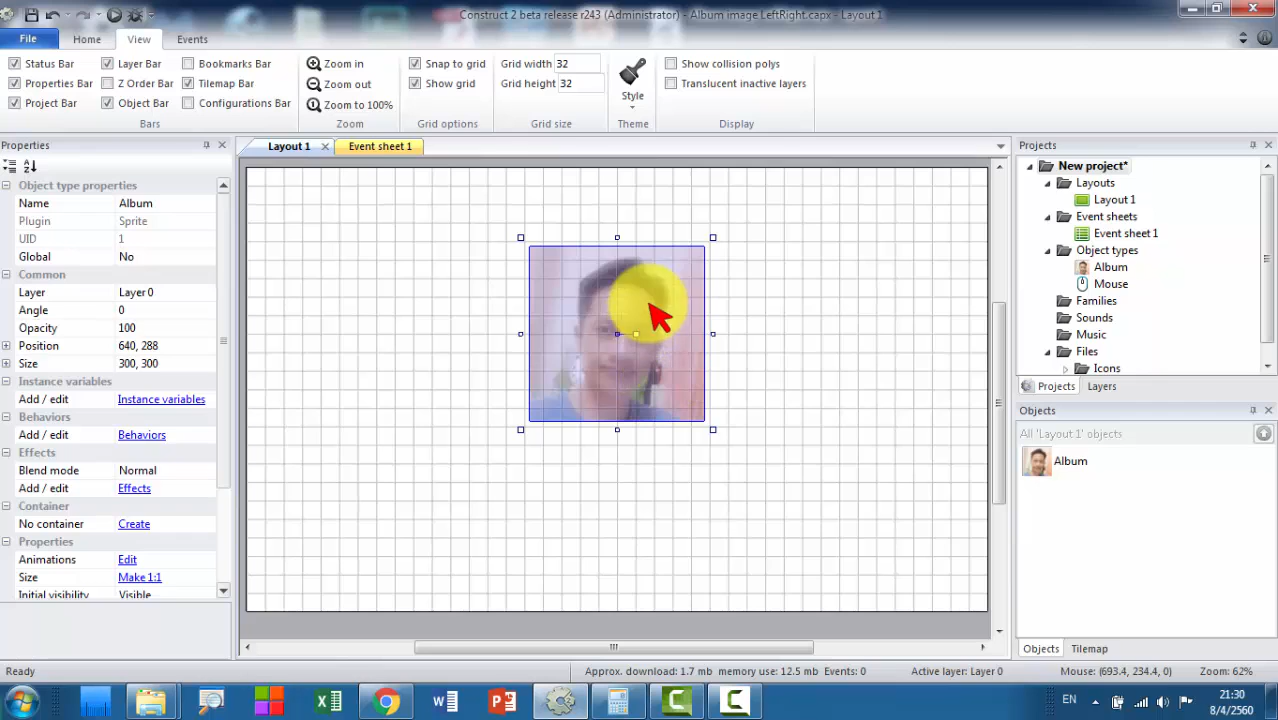 Construct 2 beta release r243 (Administrator) - Album image LeftRight.capx - Layout 1
File Home View Events
Status Bar Layer Bar Bookmarks Bar
Properties Bar Z Order Bar Tilemap Bar
Project Bar Object Bar Configurations Bar
Bars
Zoom in
Zoom out
Zoom to 100%
Zoom
Snap to grid
Show grid
Grid options
Grid width 32
Grid height 32
Grid size
Style
Theme
Show collision polys
Translucent inactive layers
Display
Properties
Object type properties
Name Album
Plugin Sprite
UID 1
Global No
Common
Layer Layer 0
Angle 0
Opacity 100
Position 640, 288
Size 300, 300
Instance variables
Add / edit Instance variables
Behaviors
Add / edit Behaviors
Effects
Blend mode Normal
Add / edit Effects
Container
No container Create
Properties
Animations Edit
Size Make 1:1
Initial visibility Visible
Layout 1 Event sheet 1
Projects
New project*
Layouts
Layout 1
Event sheets
Event sheet 1
Object types
Album
Mouse
Families
Sounds
Music
Files
Icons
Projects Layers
Objects
All 'Layout 1' objects
Album
Objects Tilemap
Ready Approx. download: 1.7 mb memory use: 12.5 mb Events: 0 Active layer: Layer 0 Mouse: (693.4, 234.4, 0) Zoom: 62%
EN
21:30
8/4/2560